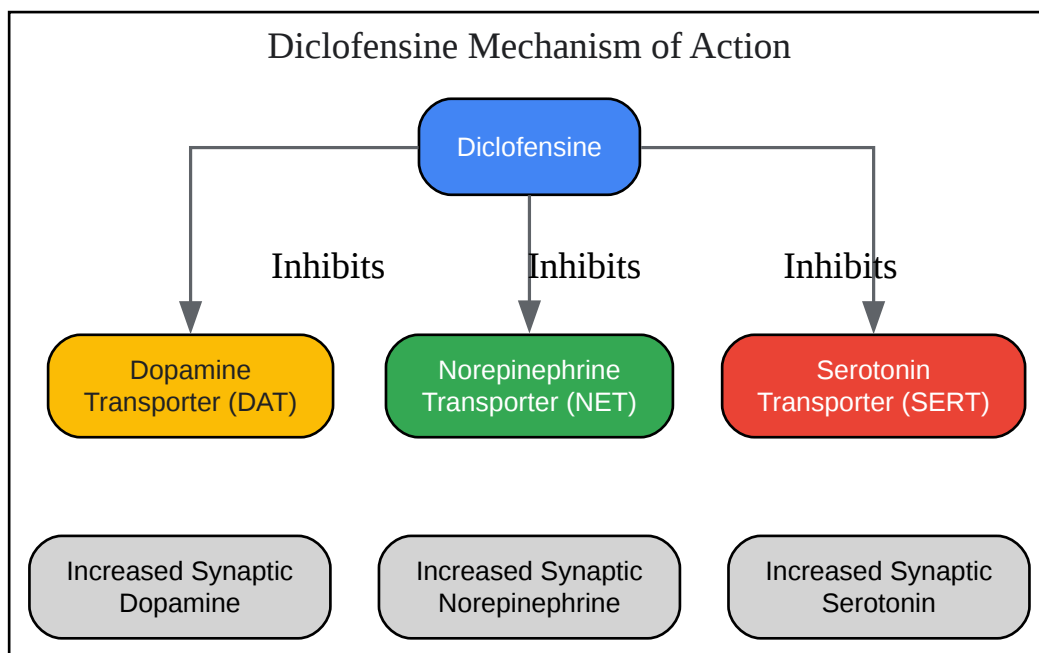 Diclofensine Mechanism of Action
Diclofensine
Inhibits
Inhibits
Inhibits
Dopamine
Transporter (DAT)
Norepinephrine
Transporter (NET)
Serotonin
Transporter (SERT)
Increased Synaptic
Dopamine
Increased Synaptic
Norepinephrine
Increased Synaptic
Serotonin